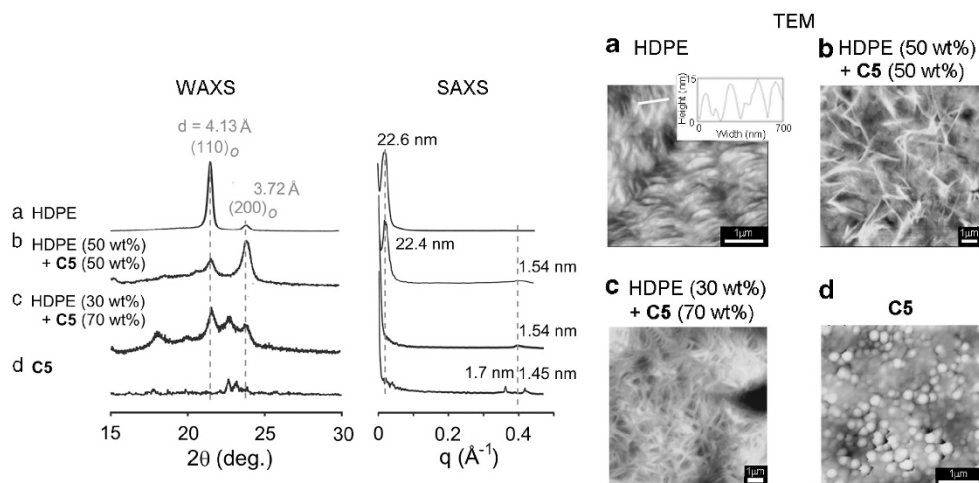 WAXS
d = 4.13 Å
(110)o
3.72 Å
(200)o
a HDPE
b HDPE (50 wt%)
+ C5 (50 wt%)
c HDPE (30 wt%)
+ C5 (70 wt%)
d C5
15 20 25 30
2θ (deg.)
SAXS
22.6 nm
22.4 nm
1.54 nm
1.54 nm
1.7 nm 1.45 nm
0 0.2 0.4
q (Å-1)
TEM
a HDPE
Height (nm)
15
0
0 700
Width (nm)
1µm
b HDPE (50 wt%)
+ C5 (50 wt%)
1µm
c HDPE (30 wt%)
+ C5 (70 wt%)
1µm
d C5
1µm